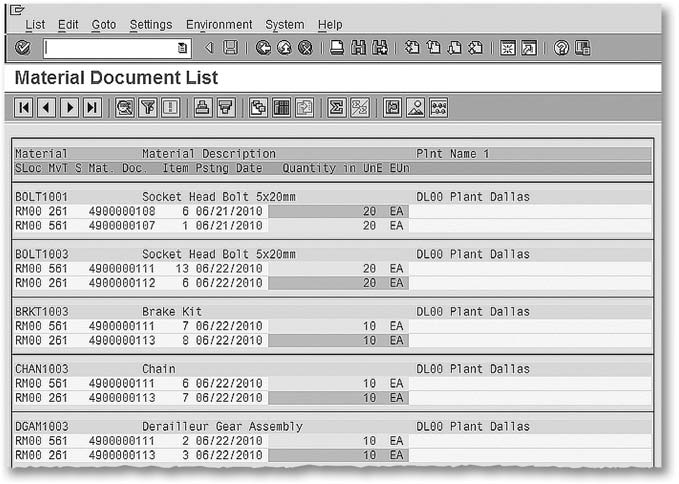 List Edit Goto Settings Environment System Help
Material Document List
Material Material Description Plnt Name 1
SLoc MvT S Mat. Doc. Item Pstng Date Quantity in UnE EUn
BOLT1001 Socket Head Bolt 5x20mm DL00 Plant Dallas
RM00 261 4900000108 6 06/21/2010 20 EA
RM00 561 4900000107 1 06/21/2010 20 EA
BOLT1003 Socket Head Bolt 5x20mm DL00 Plant Dallas
RM00 561 4900000111 13 06/22/2010 20 EA
RM00 261 4900000112 6 06/22/2010 20 EA
BRKT1003 Brake Kit DL00 Plant Dallas
RM00 561 4900000111 7 06/22/2010 10 EA
RM00 261 4900000113 8 06/22/2010 10 EA
CHAN1003 Chain DL00 Plant Dallas
RM00 561 4900000111 6 06/22/2010 10 EA
RM00 261 4900000113 7 06/22/2010 10 EA
DGAM1003 Derailleur Gear Assembly DL00 Plant Dallas
RM00 561 4900000111 2 06/22/2010 10 EA
RM00 261 4900000113 3 06/22/2010 10 EA